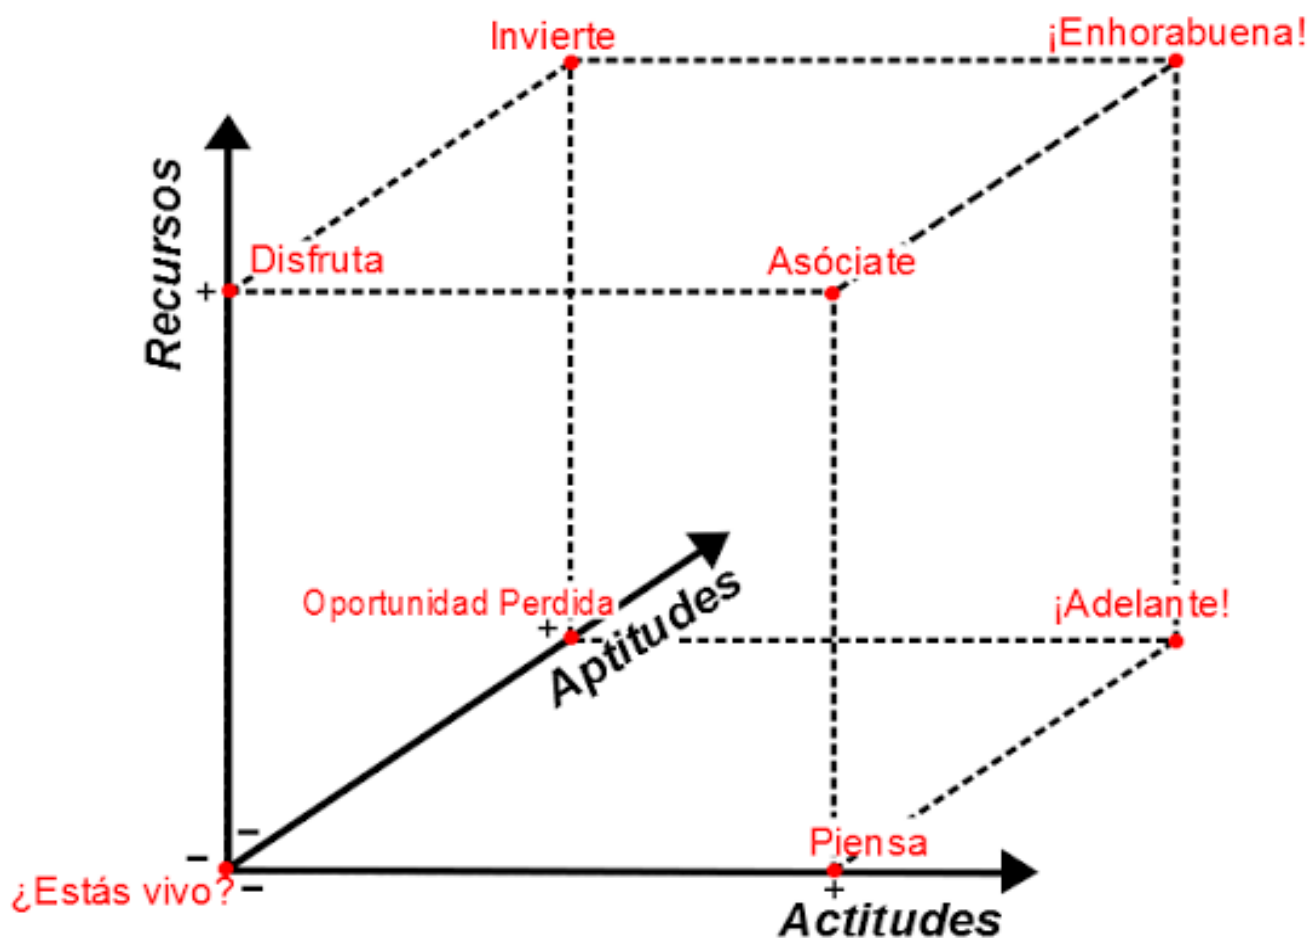 Invierte
¡Enhorabuena!
Recursos
Disfruta
Asóciate
+
Oportunidad Perdida
+
Aptitudes
¡Adelante!
−
−
Piensa
¿Estás vivo?
−
+
Actitudes